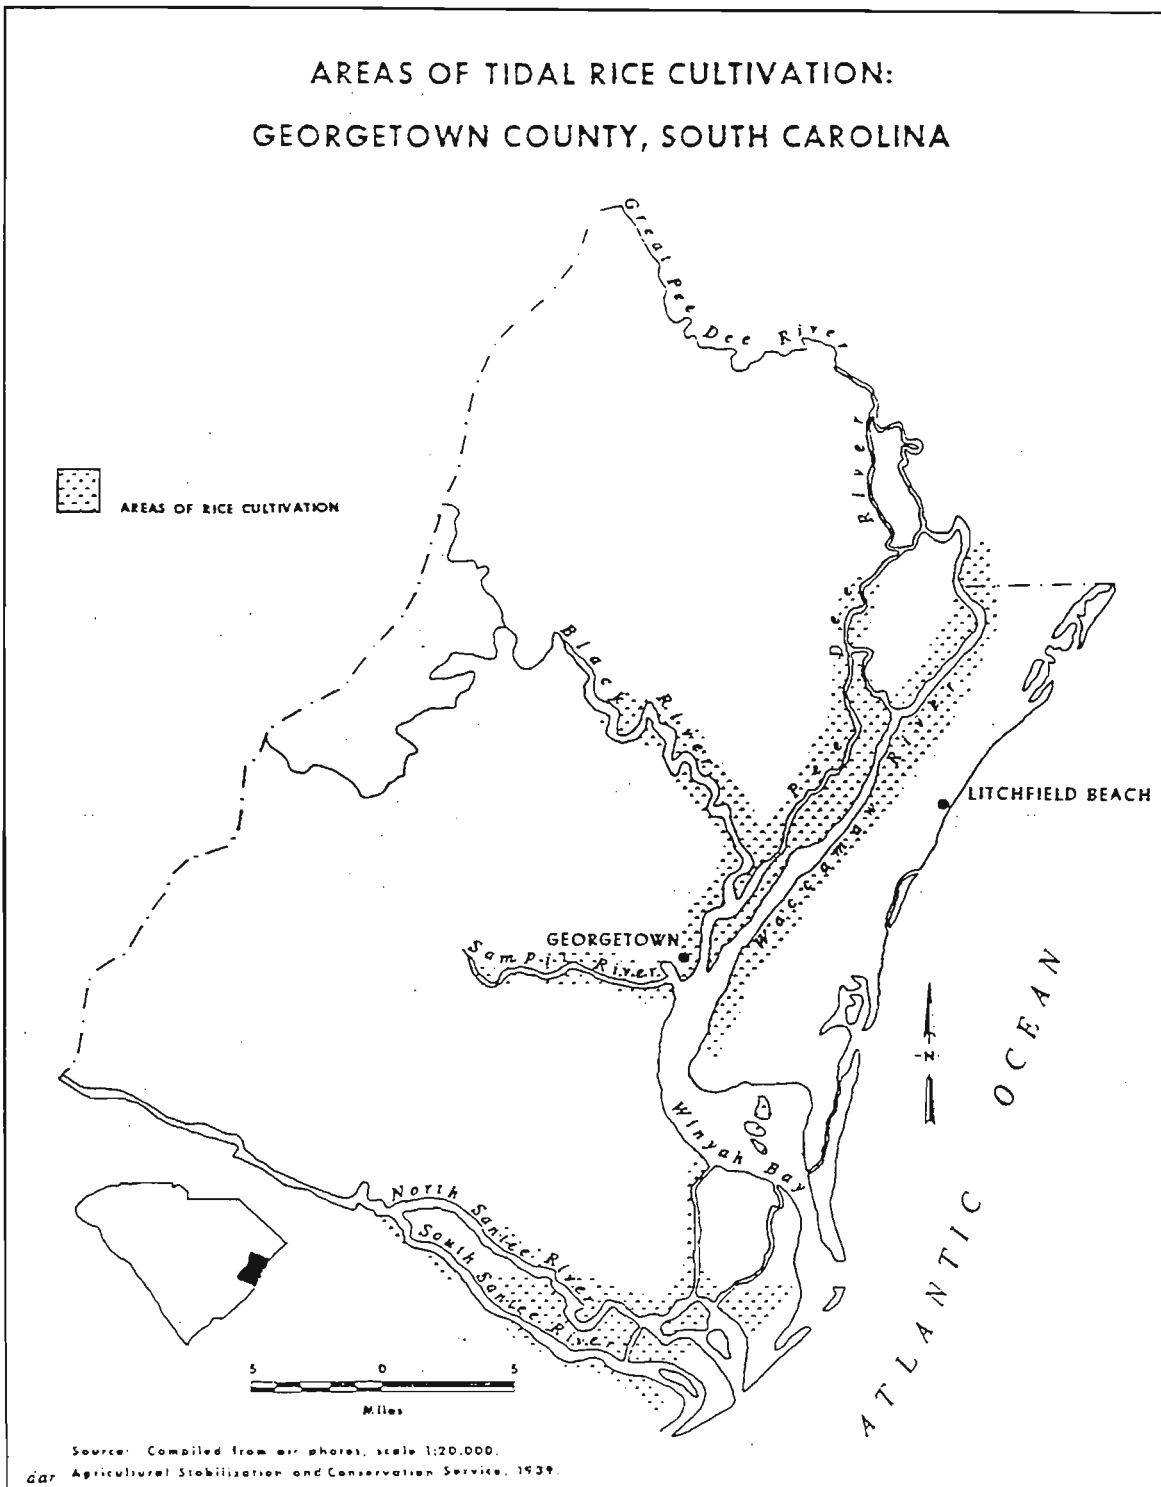 AREAS OF TIDAL RICE CULTIVATION:
GEORGETOWN COUNTY, SOUTH CAROLINA
Great Pee Dee River
River
AREAS OF RICE CULTIVATION
Dee
Black River
Pee
River
LITCHFIELD BEACH
Waccamaw
GEORGETOWN
Sampit River
N
ATLANTIC OCEAN
Winyah Bay
North Santee River
South Santee River
5 0 5
Miles
Source: Compiled from air photos, scale 1:20,000.
dar Agricultural Stabilization and Conservation Service, 1939.